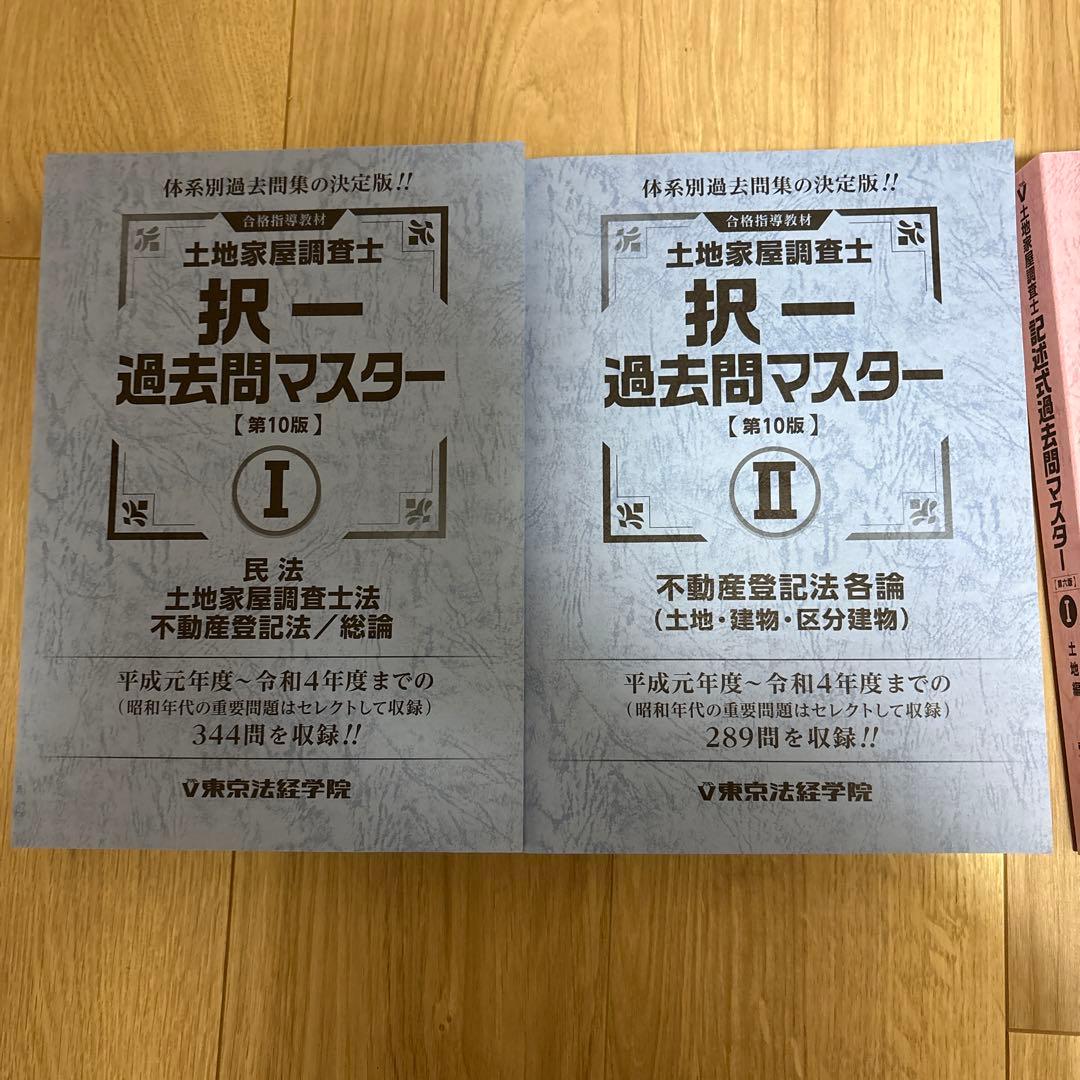 体系別過去問集の決定版!!
合格指導教材
土地家屋調査士
択一
過去問マスター
【第10版】
I
民法
土地家屋調査士法
不動産登記法/総論
平成元年度~令和4年度までの
(昭和年代の重要問題はセレクトして収録)
344問を収録!!
東京法経学院
体系別過去問集の決定版!!
合格指導教材
土地家屋調査士
択一
過去問マスター
【第10版】
II
不動産登記法各論
(土地・建物・区分建物)
平成元年度~令和4年度までの
(昭和年代の重要問題はセレクトして収録)
289問を収録!!
東京法経学院
土地家屋調査士 記述式過去問マスター [第六版] I 土地編